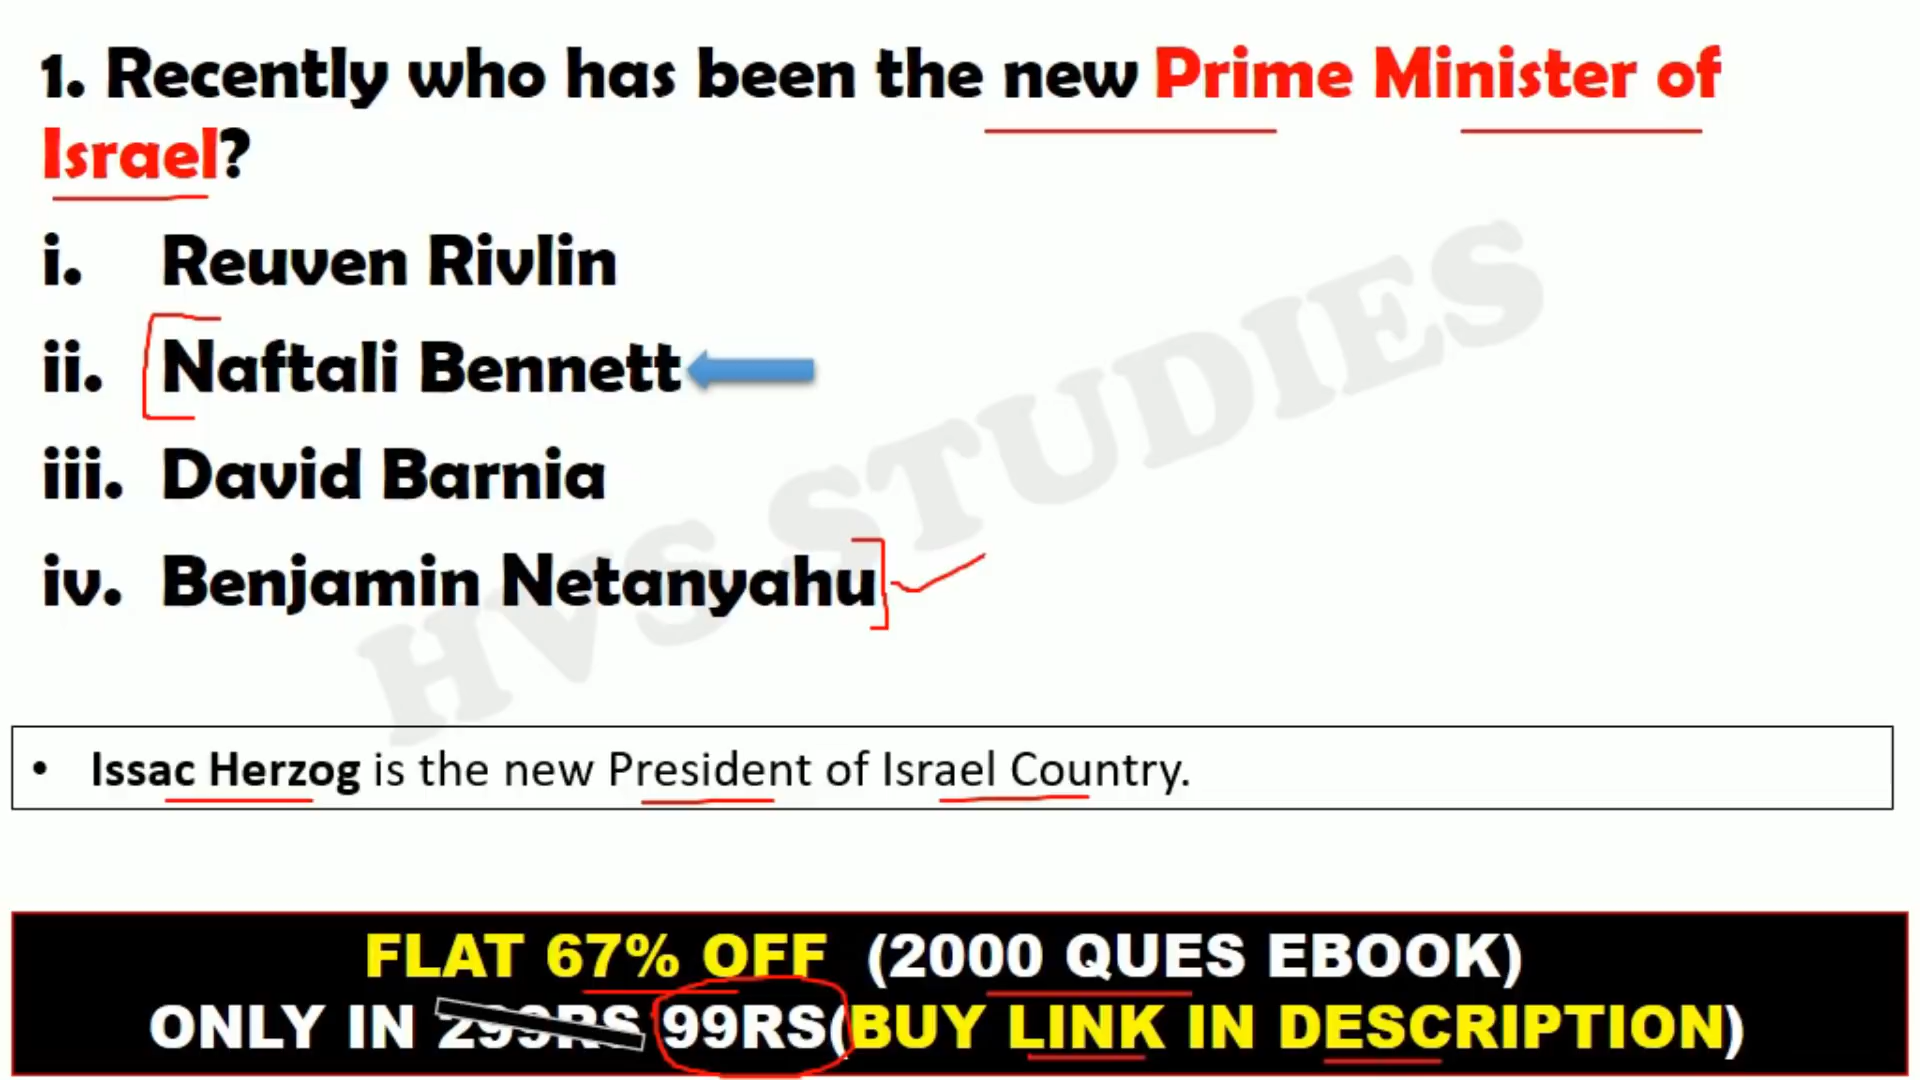 1. Recently who has been the new Prime Minister of
Israel?
i. Reuven Rivlin
ii. Naftali Bennett
iii. David Barnia
iv. Benjamin Netanyahu
HVS STUDIES
• Issac Herzog is the new President of Israel Country.
FLAT 67% OFF (2000 QUES EBOOK)
ONLY IN 299RS 99RS(BUY LINK IN DESCRIPTION)